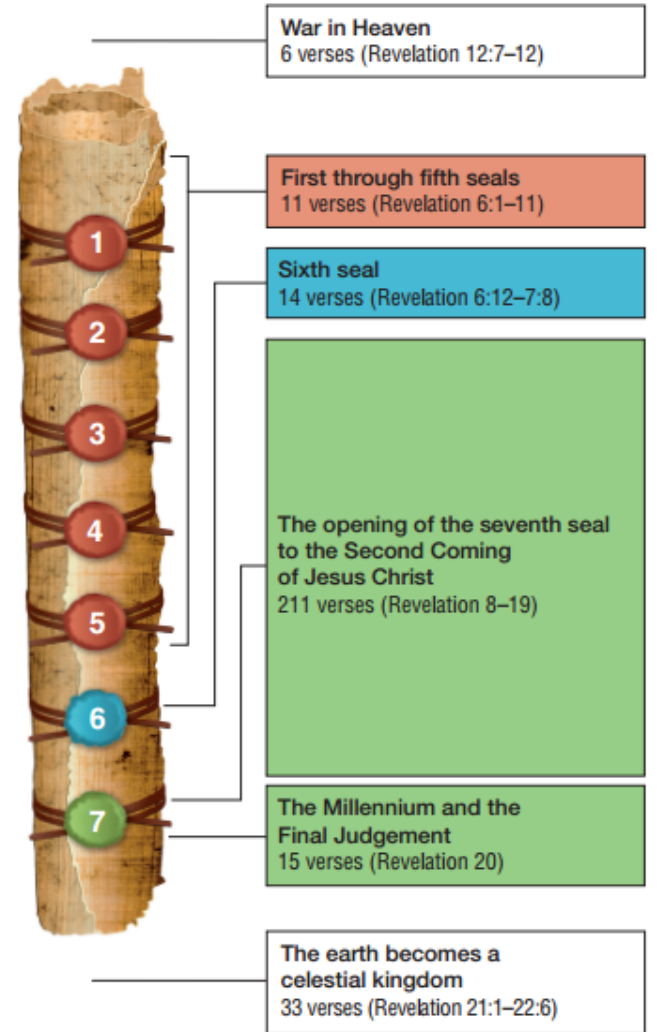 War in Heaven
6 verses (Revelation 12:7–12)
First through fifth seals
11 verses (Revelation 6:1–11)
1
Sixth seal
14 verses (Revelation 6:12–7:8)
2
3
4
The opening of the seventh seal
to the Second Coming
of Jesus Christ
211 verses (Revelation 8–19)
5
6
7
The Millennium and the
Final Judgement
15 verses (Revelation 20)
The earth becomes a
celestial kingdom
33 verses (Revelation 21:1–22:6)